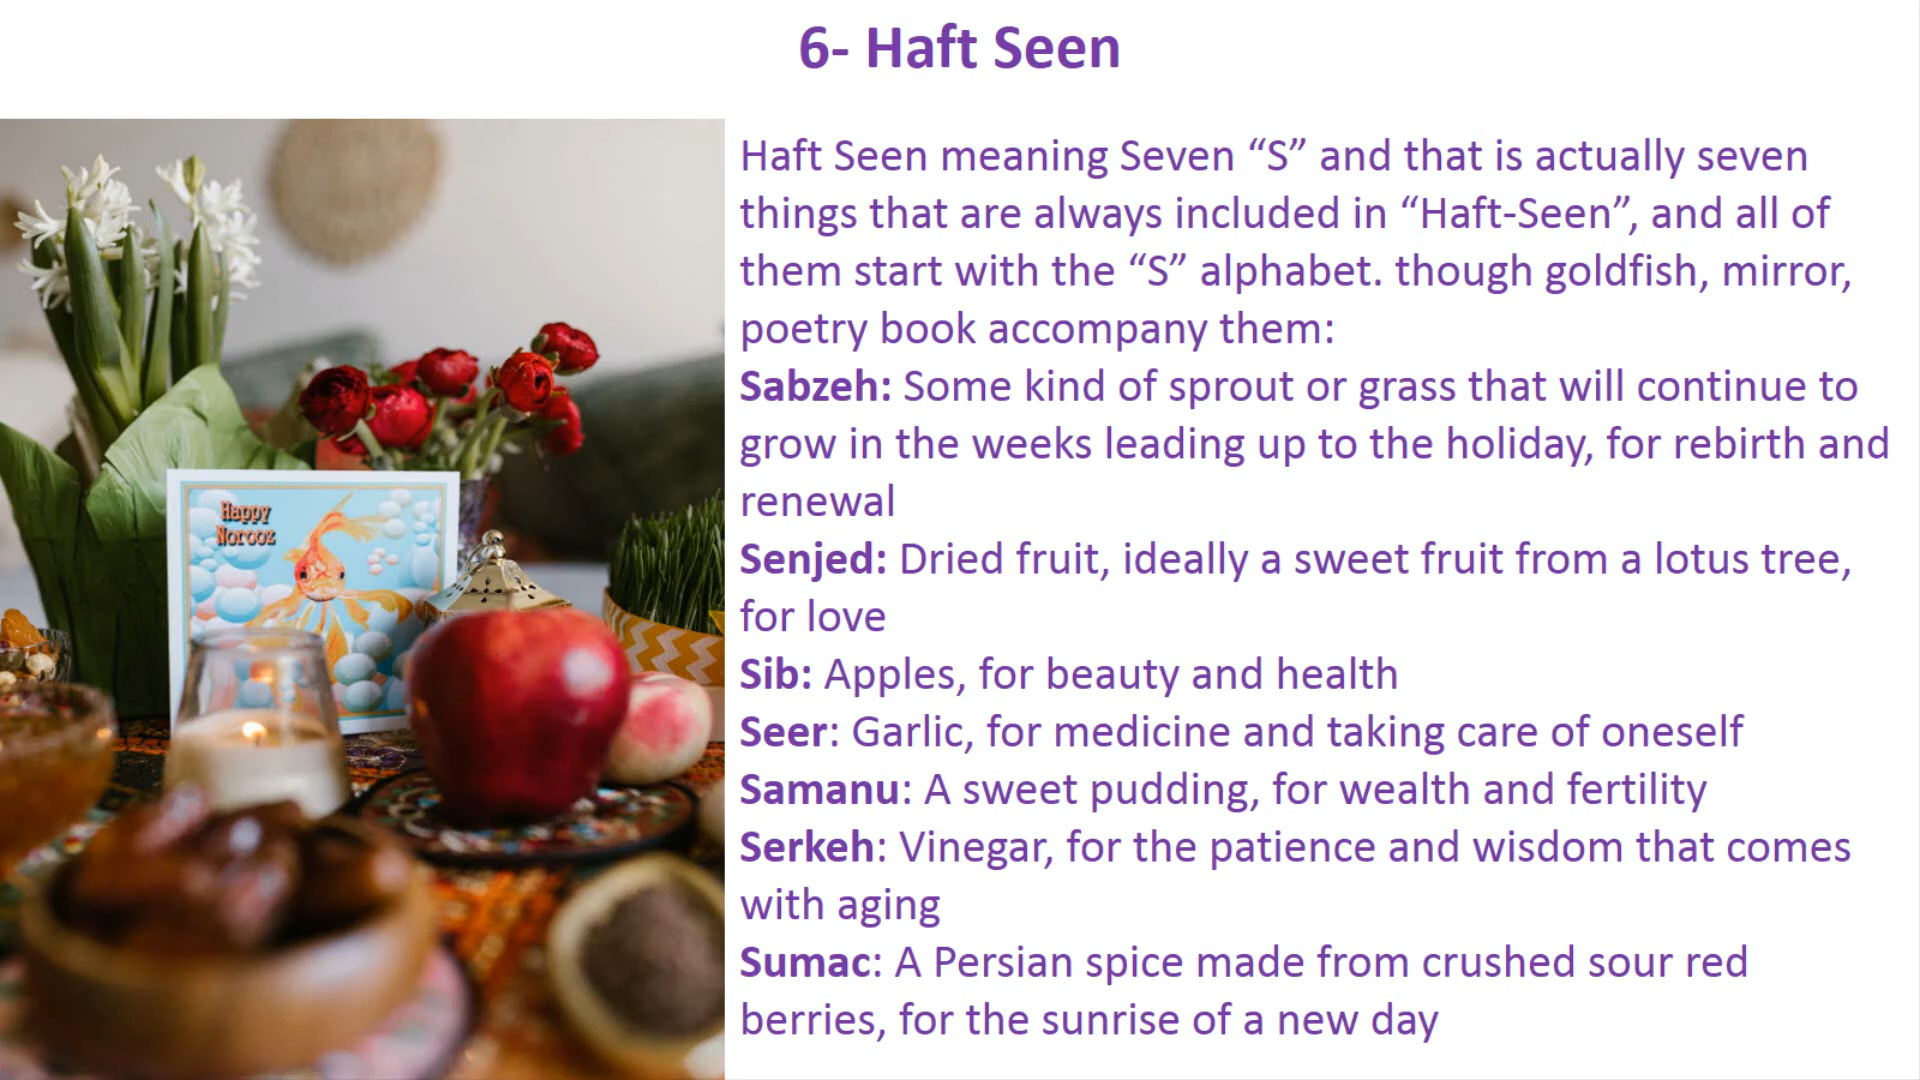 6- Haft Seen
Haft Seen meaning Seven “S” and that is actually seven
things that are always included in “Haft-Seen”, and all of
them start with the “S” alphabet. though goldfish, mirror,
poetry book accompany them:
Sabzeh: Some kind of sprout or grass that will continue to
grow in the weeks leading up to the holiday, for rebirth and
renewal
Senjed: Dried fruit, ideally a sweet fruit from a lotus tree,
for love
Sib: Apples, for beauty and health
Seer: Garlic, for medicine and taking care of oneself
Samanu: A sweet pudding, for wealth and fertility
Serkeh: Vinegar, for the patience and wisdom that comes
with aging
Sumac: A Persian spice made from crushed sour red
berries, for the sunrise of a new day
Happy
Norooz